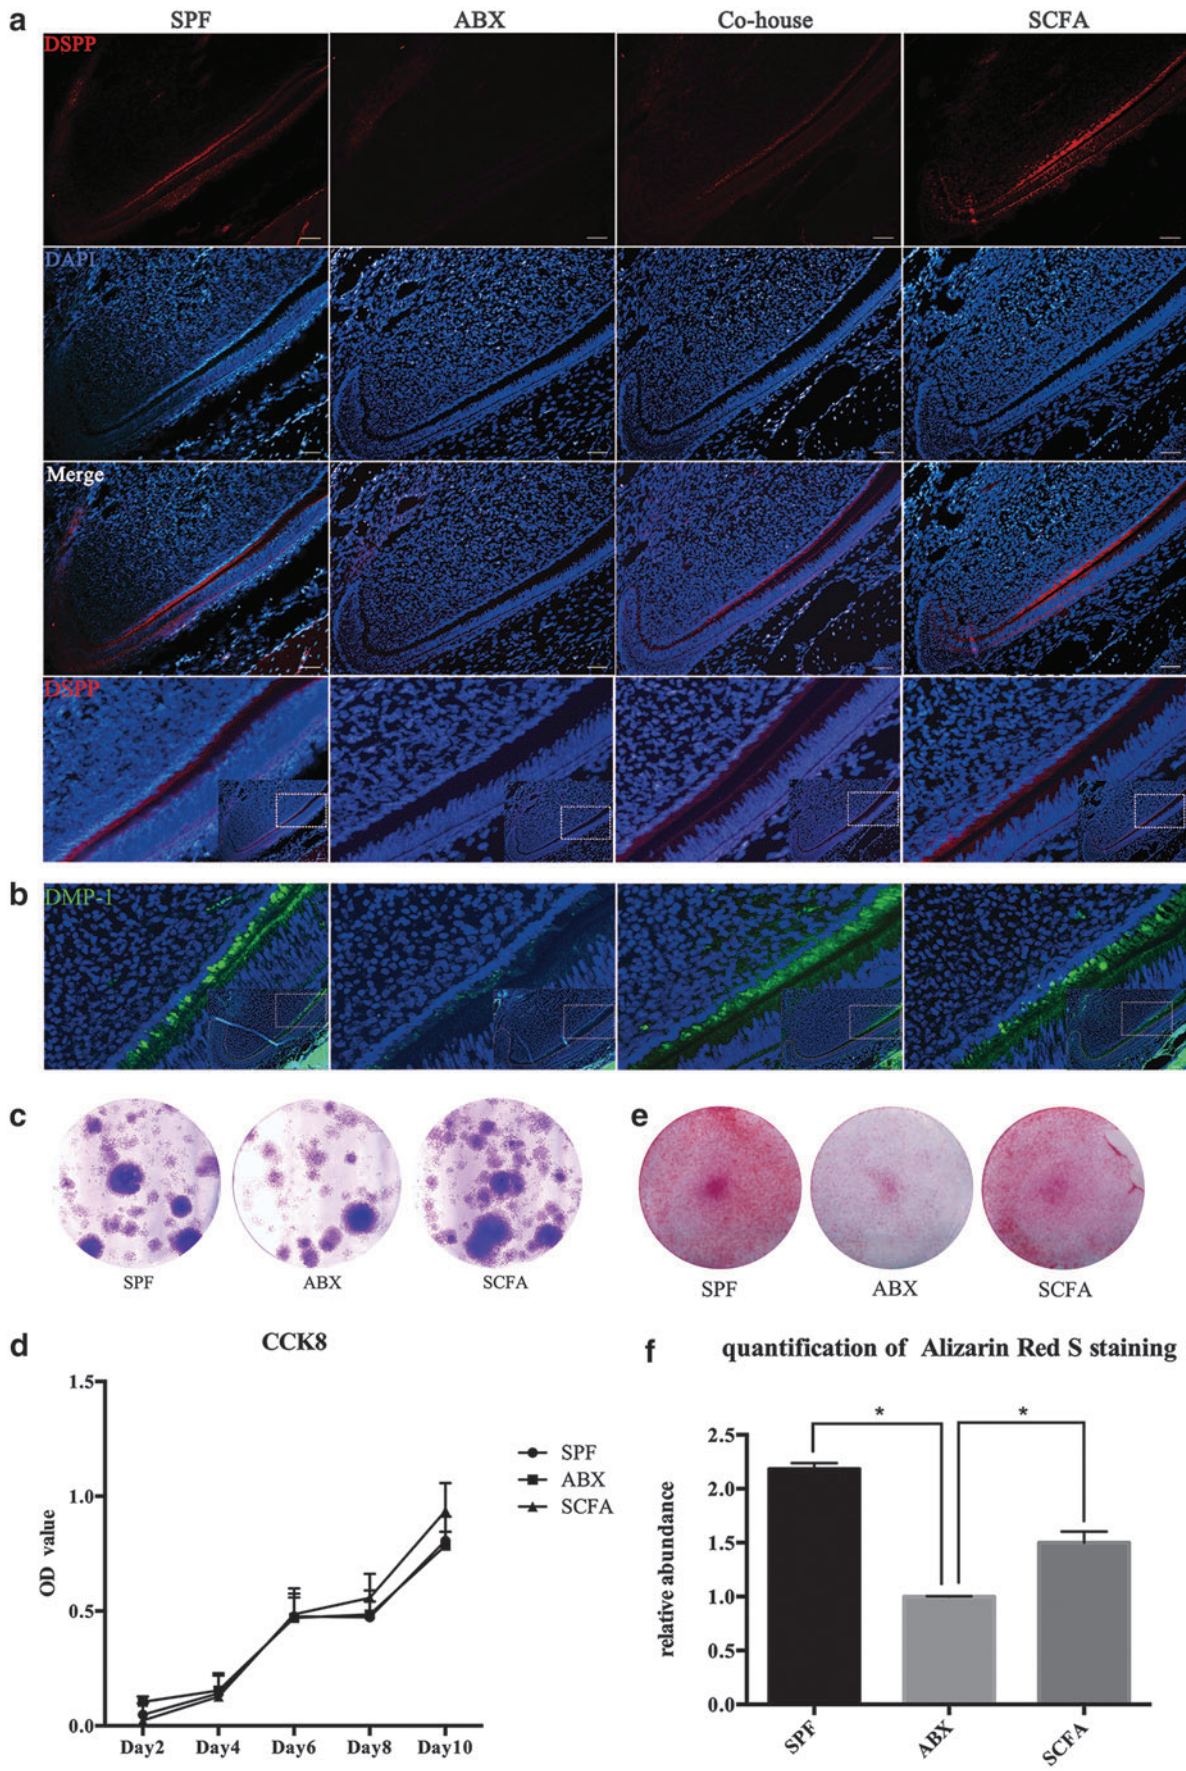 a
SPF ABX Co-house SCFA
DSPP
DAPI
Merge
DSPP
b
DMP-1
c
SPF ABX SCFA
e
SPF ABX SCFA
d
CCK8
1.5
1.0
0.5
0.0
OD value
Day2 Day4 Day6 Day8 Day10
SPF
ABX
SCFA
f
quantification of Alizarin Red S staining
* *
2.5
2.0
1.5
1.0
0.5
0.0
relative abundance
SPF ABX SCFA